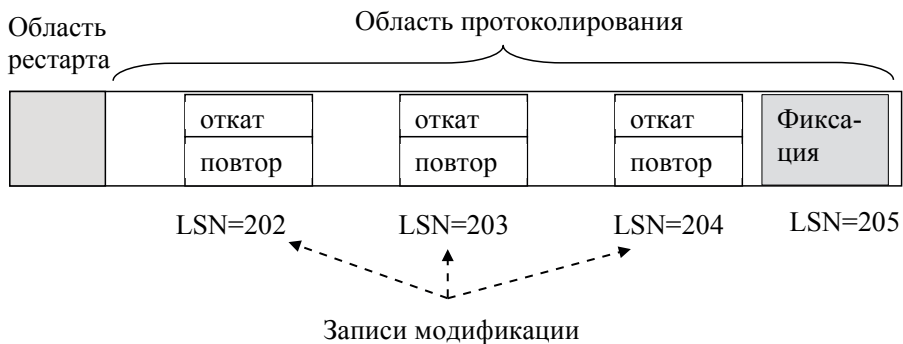 Область
рестарта
Область протоколирования
откат
повтор
откат
повтор
откат
повтор
Фикса-
ция
LSN=202
LSN=203
LSN=204
LSN=205
Записи модификации